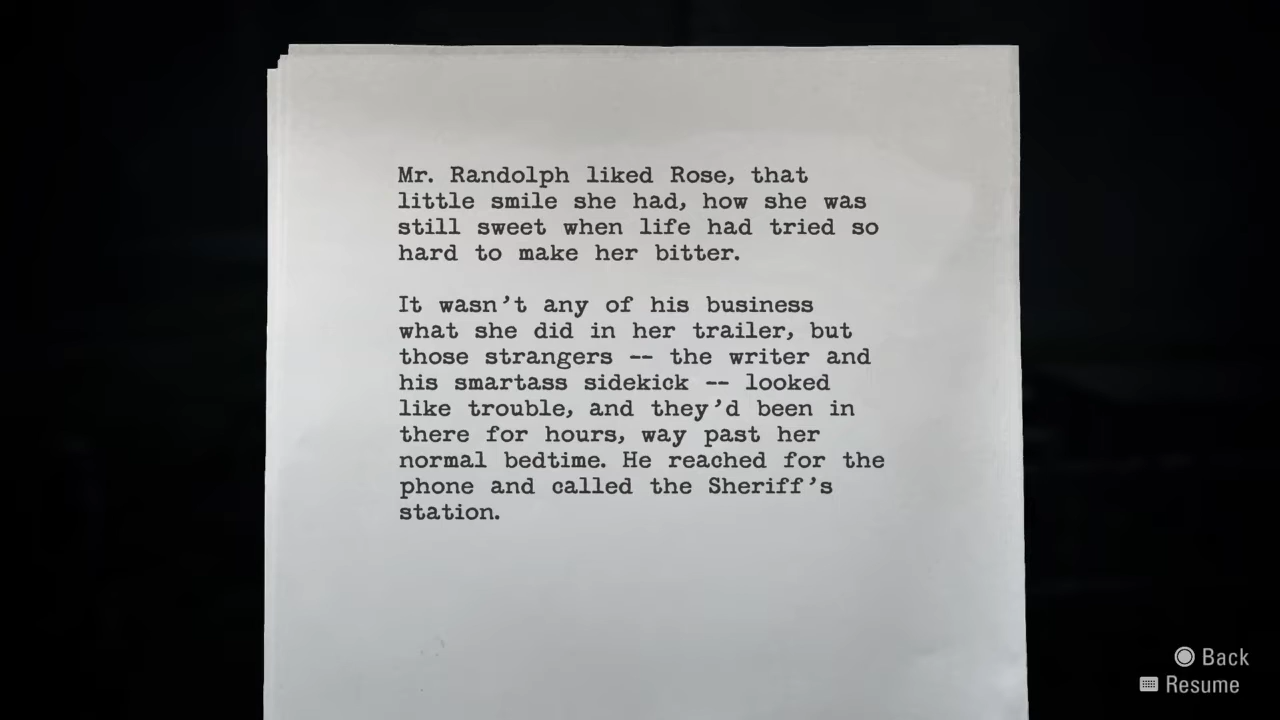 Mr. Randolph liked Rose, that
little smile she had, how she was
still sweet when life had tried so
hard to make her bitter.
It wasn't any of his business
what she did in her trailer, but
those strangers -- the writer and
his smartass sidekick -- looked
like trouble, and they'd been in
there for hours, way past her
normal bedtime. He reached for the
phone and called the Sheriff's
station.
Back
Resume